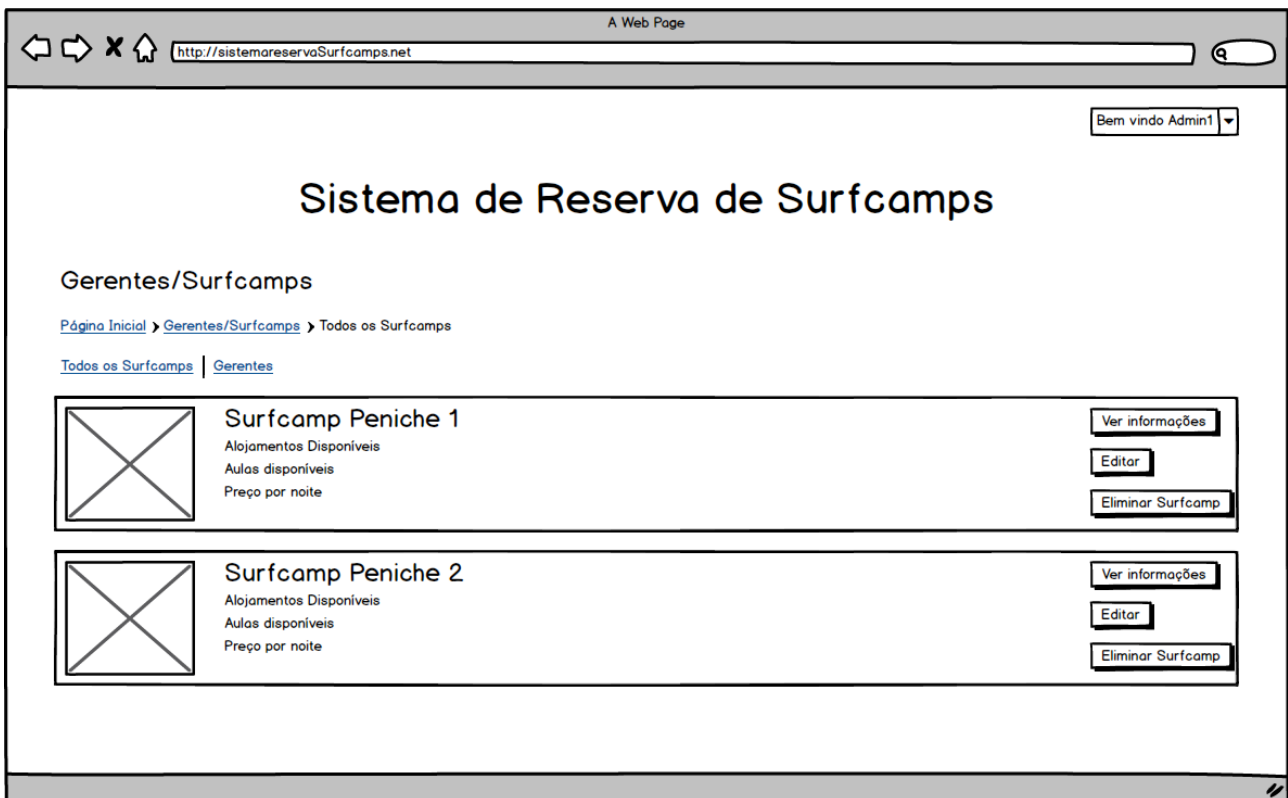 A Web Page
http://sistemareservaSurfcamps.net
Bem vindo Admin1
Sistema de Reserva de Surfcamps
Gerentes/Surfcamps
Página Inicial > Gerentes/Surfcamps > Todos os Surfcamps
Todos os Surfcamps | Gerentes
Surfcamp Peniche 1
Alojamentos Disponíveis
Aulas disponíveis
Preço por noite
Ver informações
Editar
Eliminar Surfcamp
Surfcamp Peniche 2
Alojamentos Disponíveis
Aulas disponíveis
Preço por noite
Ver informações
Editar
Eliminar Surfcamp